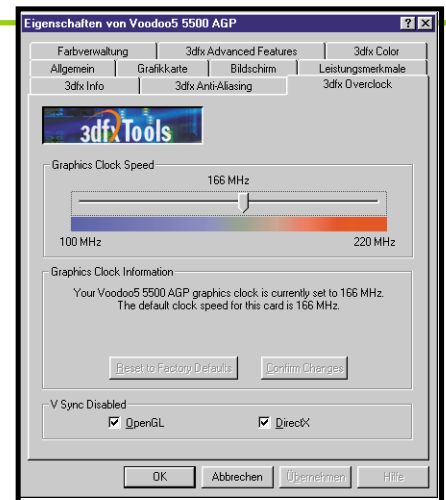 Eigenschaften von Voodoo5 5500 AGP
Farbverwaltung 3dfx Advanced Features 3dfx Color
Allgemein Grafikkarte Bildschirm Leistungsmerkmale
3dfx Info 3dfx Anti-Aliasing 3dfx Overclock
3dfx Tools
Graphics Clock Speed
166 MHz
100 MHz 220 MHz
Graphics Clock Information
Your Voodoo5 5500 AGP graphics clock is currently set to 166 MHz.
The default clock speed for this card is 166 MHz.
Reset to Factory Defaults Confirm Changes
V Sync Disabled
OpenGL DirectX
OK Abbrechen Übernehmen Hilfe